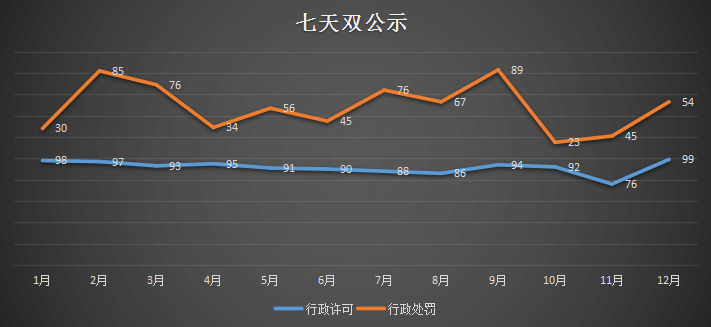 七天双公示
30 85 76 34 56 45 76 67 89 23 45 54
98 97 93 95 91 90 88 86 94 92 76 99
1月 2月 3月 4月 5月 6月 7月 8月 9月 10月 11月 12月
行政许可 行政处罚